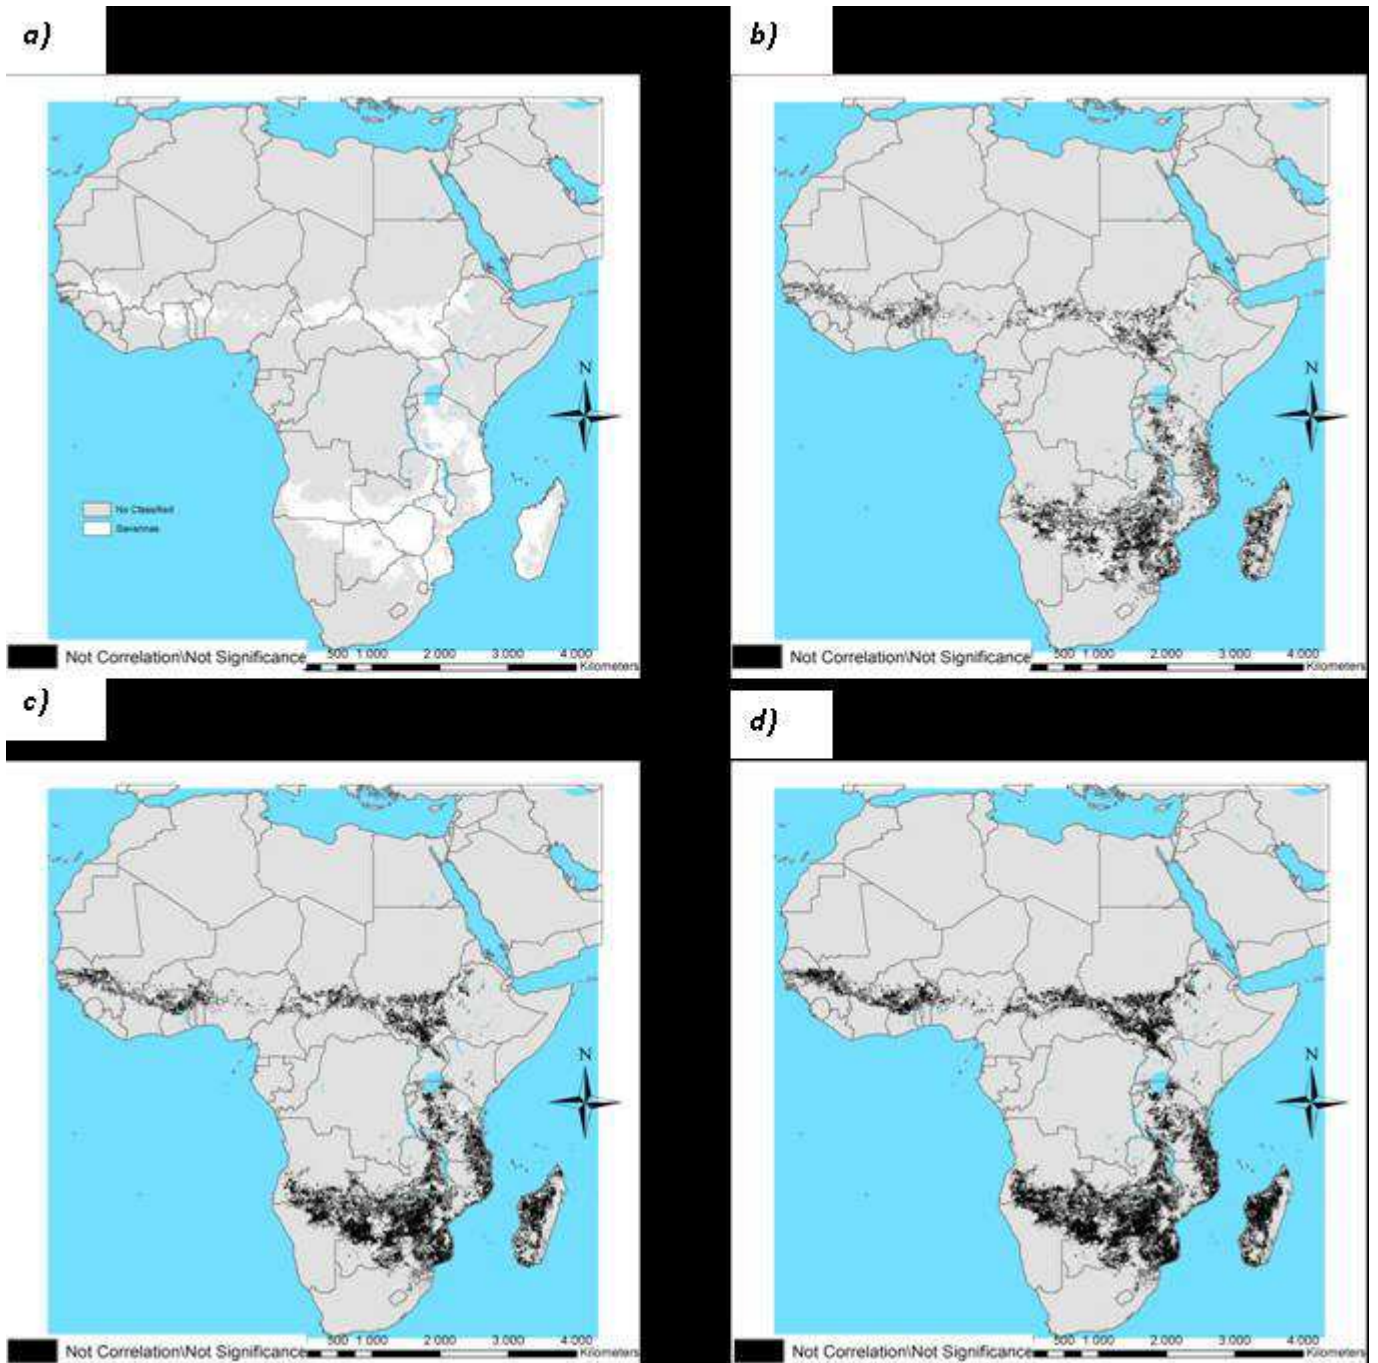 a)
N
No Classified
Savannas
500 1 000 2 000 3 000 4 000
Not Correlation\Not Significance
Kilometers
b)
N
500 1 000 2 000 3 000 4 000
Not Correlation\Not Significance
Kilometers
c)
N
500 1 000 2 000 3 000 4 000
Not Correlation\Not Significance
Kilometers
d)
N
500 1 000 2 000 3 000 4 000
Not Correlation\Not Significance
Kilometers